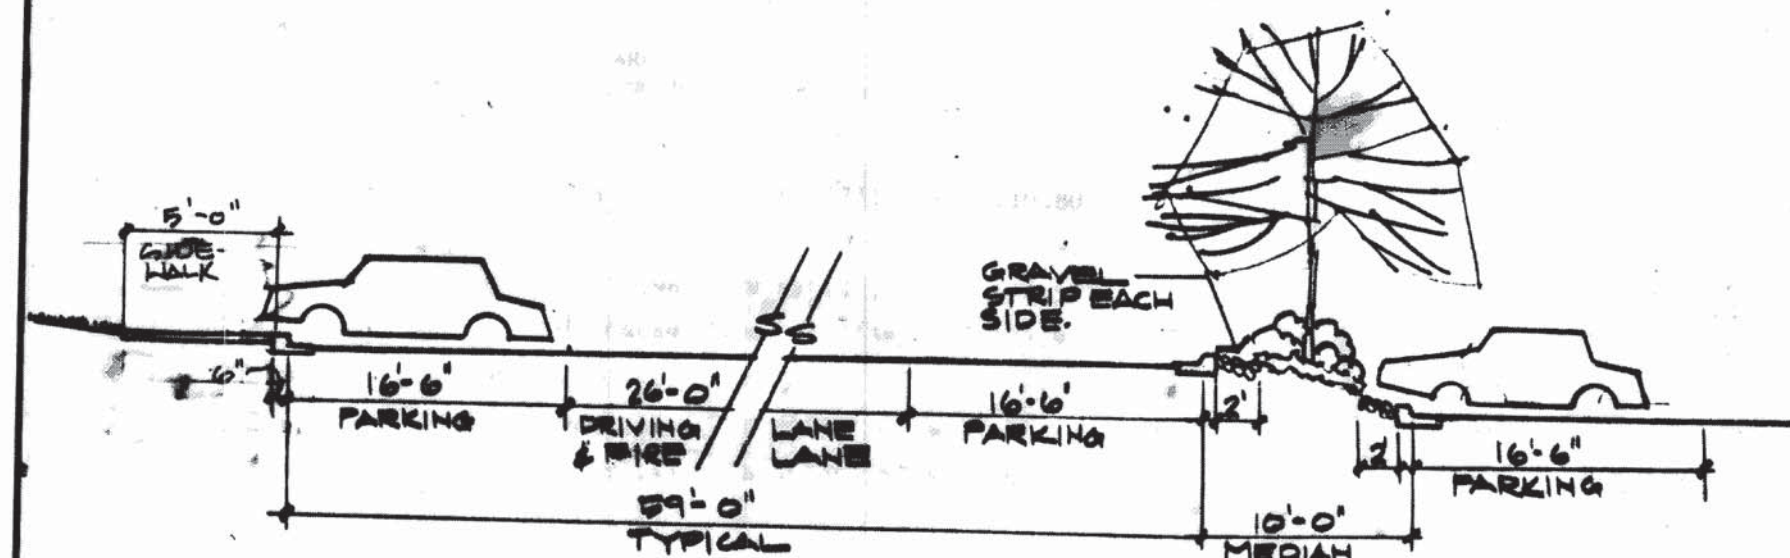 5'-0"
SIDE-
WALK
GRAVEL
STRIP EACH
SIDE.
6"
16'-6"
PARKING
26'-0"
DRIVING LANE
& FIRE LANE
16'-6"
PARKING
2'
2'
16'-6"
PARKING
59'-0"
TYPICAL
10'-0"
MEDIAN